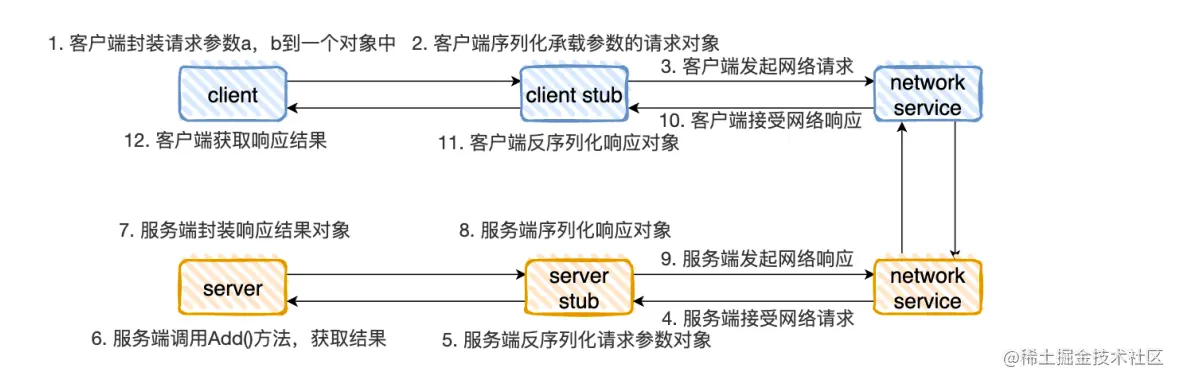 1. 客户端封装请求参数a，b到一个对象中
2. 客户端序列化承载参数的请求对象
3. 客户端发起网络请求
client
client stub
network
service
10. 客户端接受网络响应
12. 客户端获取响应结果
11. 客户端反序列化响应对象
7. 服务端封装响应结果对象
8. 服务端序列化响应对象
9. 服务端发起网络响应
server
server
stub
network
service
4. 服务端接受网络请求
6. 服务端调用Add()方法，获取结果
5. 服务端反序列化请求参数对象
@稀土掘金技术社区